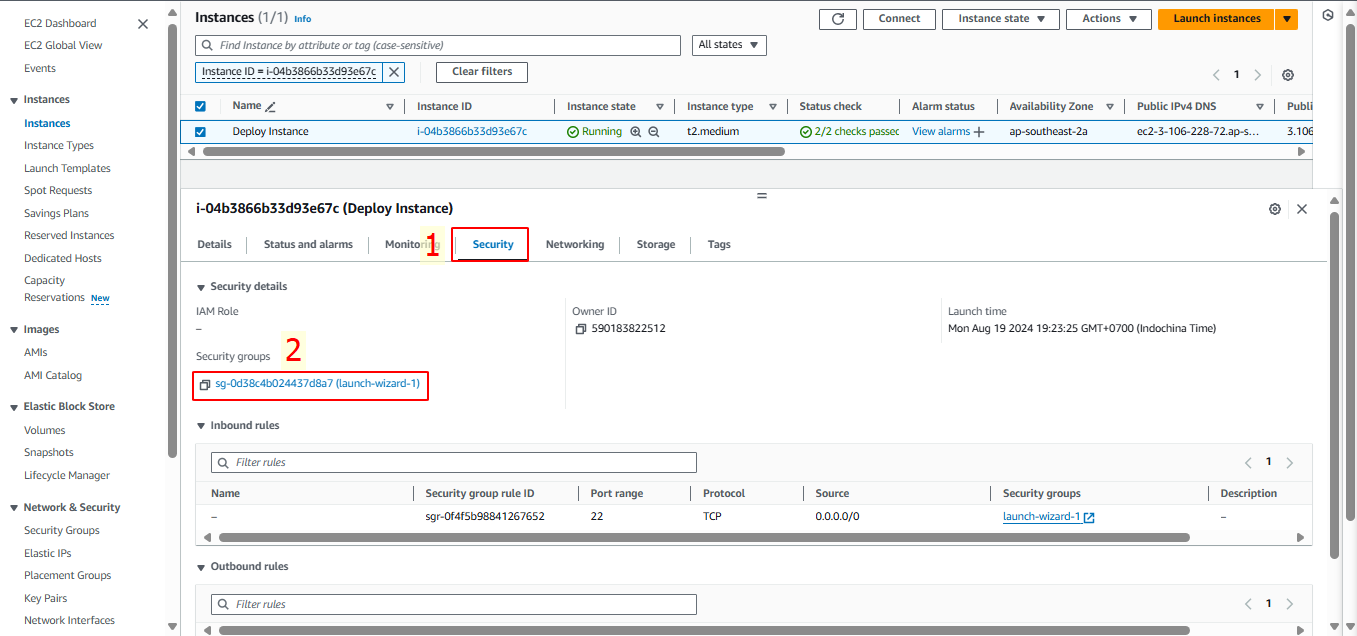 EC2 Dashboard
EC2 Global View
Events
Instances
Instances
Instance Types
Launch Templates
Spot Requests
Savings Plans
Reserved Instances
Dedicated Hosts
Capacity
Reservations New
Images
AMIs
AMI Catalog
Elastic Block Store
Volumes
Snapshots
Lifecycle Manager
Network & Security
Security Groups
Elastic IPs
Placement Groups
Key Pairs
Network Interfaces
Instances (1/1) Info
Connect
Instance state
Actions
Launch instances
Find Instance by attribute or tag (case-sensitive)
All states
Instance ID = i-04b3866b33d93e67c
Clear filters
1
Name Instance ID Instance state Instance type Status check Alarm status Availability Zone Public IPv4 DNS Publi
Deploy Instance i-04b3866b33d93e67c Running t2.medium 2/2 checks passed View alarms ap-southeast-2a ec2-3-106-228-72.ap-s... 3.106
i-04b3866b33d93e67c (Deploy Instance)
Details Status and alarms Monitoring 1 Security Networking Storage Tags
Security details
IAM Role
–
Owner ID
590183822512
Launch time
Mon Aug 19 2024 19:23:25 GMT+0700 (Indochina Time)
Security groups 2
sg-0d38c4b024437d8a7 (launch-wizard-1)
Inbound rules
Filter rules
1
Name Security group rule ID Port range Protocol Source Security groups Description
– sgr-0f4f5b98841267652 22 TCP 0.0.0.0/0 launch-wizard-1 –
Outbound rules
Filter rules
1